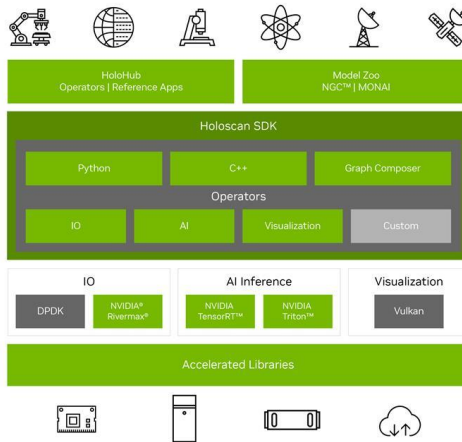 HoloHub
Operators | Reference Apps
Model Zoo
NGC™ | MONAI
Holoscan SDK
Python
C++
Graph Composer
Operators
IO
AI
Visualization
Custom
IO
DPDK
NVIDIA®
Rivermax®
AI Inference
NVIDIA
TensorRT™
NVIDIA
Triton™
Visualization
Vulkan
Accelerated Libraries